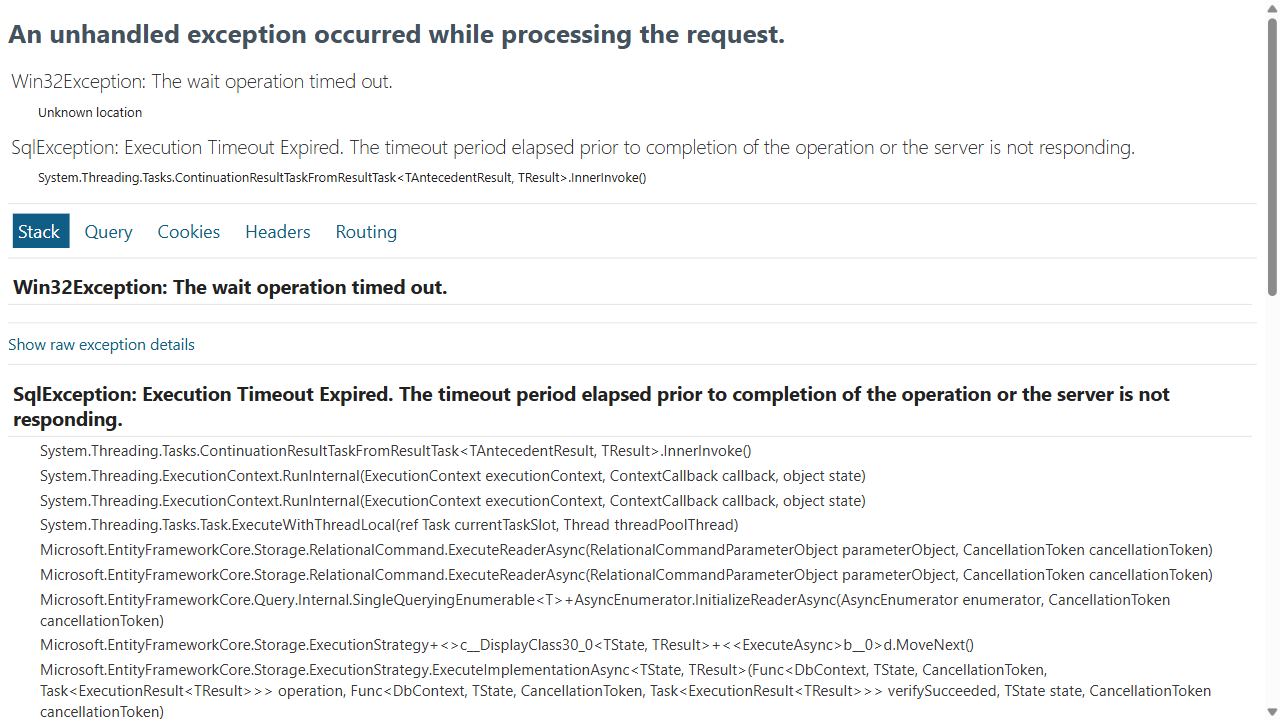 An unhandled exception occurred while processing the request.
Win32Exception: The wait operation timed out.
Unknown location
SqlException: Execution Timeout Expired. The timeout period elapsed prior to completion of the operation or the server is not responding.
System.Threading.Tasks.ContinuationResultTaskFromResultTask<TAntecedentResult, TResult>.InnerInvoke()
Stack Query Cookies Headers Routing
Win32Exception: The wait operation timed out.
Show raw exception details
SqlException: Execution Timeout Expired. The timeout period elapsed prior to completion of the operation or the server is not
responding.
System.Threading.Tasks.ContinuationResultTaskFromResultTask<TAntecedentResult, TResult>.InnerInvoke()
System.Threading.ExecutionContext.RunInternal(ExecutionContext executionContext, ContextCallback callback, object state)
System.Threading.ExecutionContext.RunInternal(ExecutionContext executionContext, ContextCallback callback, object state)
System.Threading.Tasks.Task.ExecuteWithThreadLocal(ref Task currentTaskSlot, Thread threadPoolThread)
Microsoft.EntityFrameworkCore.Storage.RelationalCommand.ExecuteReaderAsync(RelationalCommandParameterObject parameterObject, CancellationToken cancellationToken)
Microsoft.EntityFrameworkCore.Storage.RelationalCommand.ExecuteReaderAsync(RelationalCommandParameterObject parameterObject, CancellationToken cancellationToken)
Microsoft.EntityFrameworkCore.Query.Internal.SingleQueryingEnumerable<T>+AsyncEnumerator.InitializeReaderAsync(AsyncEnumerator enumerator, CancellationToken
cancellationToken)
Microsoft.EntityFrameworkCore.Storage.ExecutionStrategy+<>c__DisplayClass30_0<TState, TResult>+<<ExecuteAsync>b__0>d.MoveNext()
Microsoft.EntityFrameworkCore.Storage.ExecutionStrategy.ExecuteImplementationAsync<TState, TResult>(Func<DbContext, TState, CancellationToken,
Task<ExecutionResult<TResult>>> operation, Func<DbContext, TState, CancellationToken, Task<ExecutionResult<TResult>>> verifySucceeded, TState state, CancellationToken
cancellationToken)